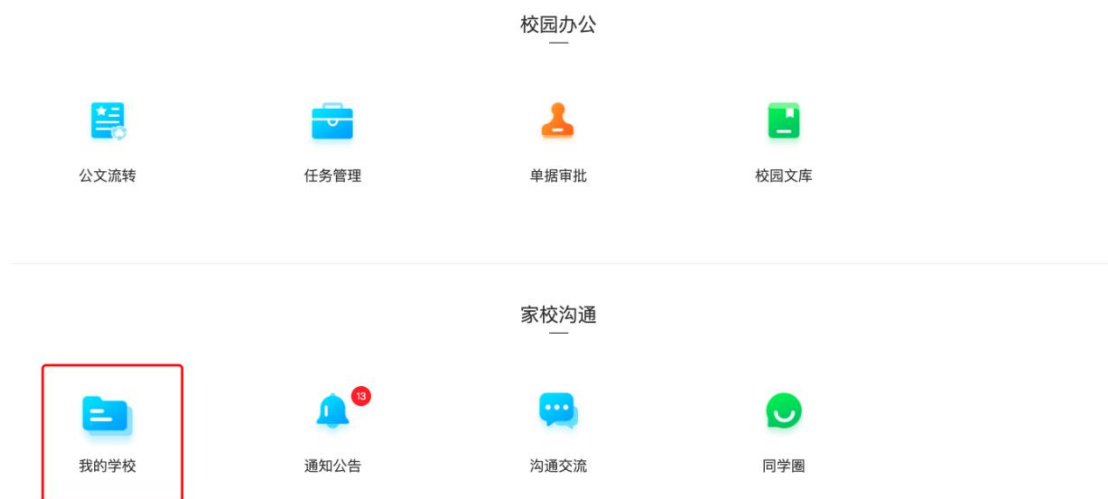 校园办公
公文流转
任务管理
单据审批
校园文库
家校沟通
13
我的学校
通知公告
沟通交流
同学圈